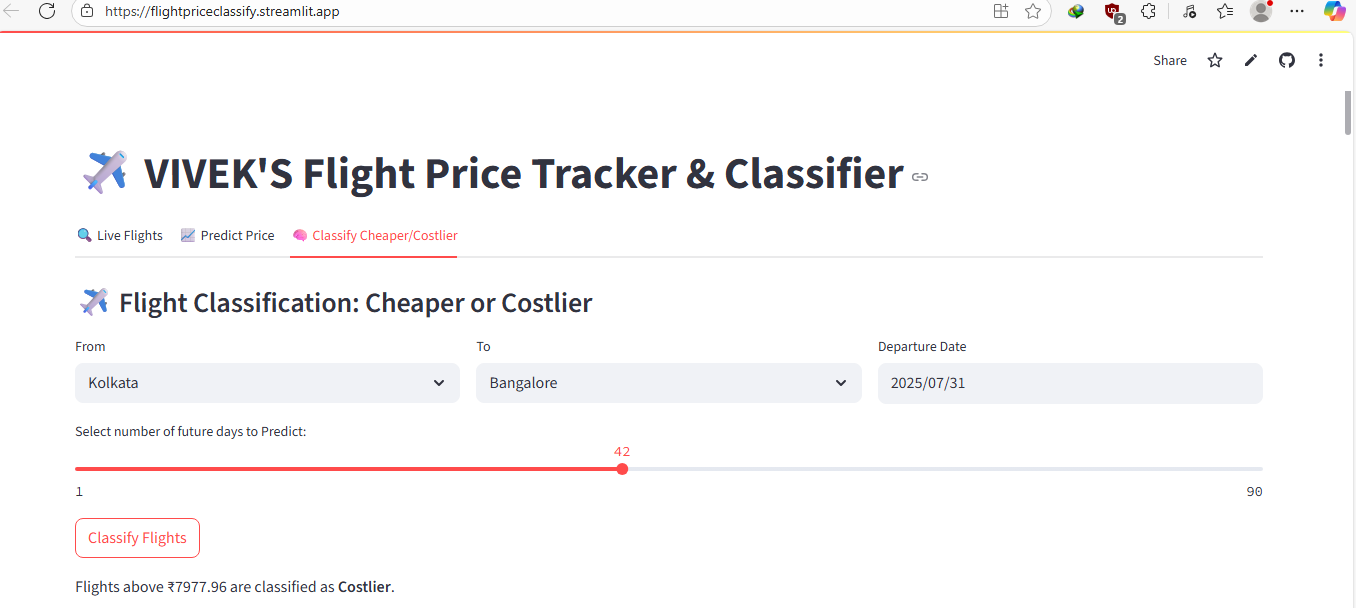 https://flightpriceclassify.streamlit.app
2
Share
VIVEK'S Flight Price Tracker & Classifier
Live Flights Predict Price Classify Cheaper/Costlier
Flight Classification: Cheaper or Costlier
From To Departure Date
Kolkata Bangalore 2025/07/31
Select number of future days to Predict:
42
1 90
Classify Flights
Flights above ₹7977.96 are classified as Costlier.